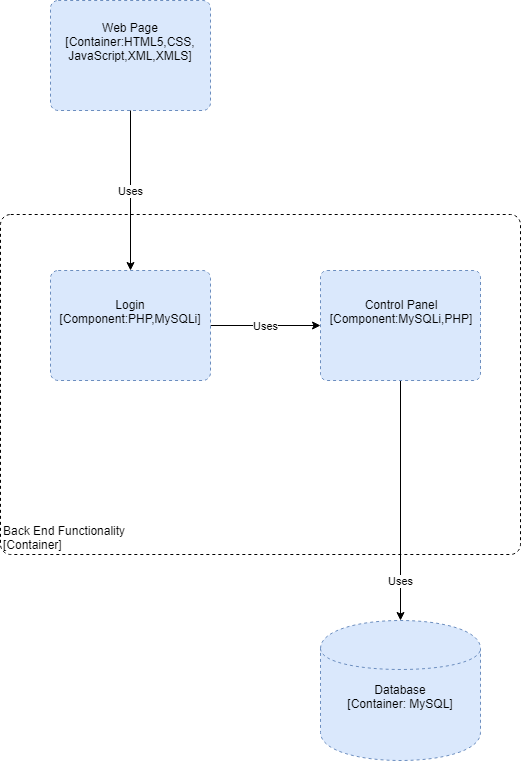 Web Page
[Container:HTML5,CSS,
JavaScript,XML,XMLS]
Uses
Login
[Component:PHP,MySQLi]
Uses
Control Panel
[Component:MySQLi,PHP]
Back End Functionality
[Container]
Uses
Database
[Container: MySQL]